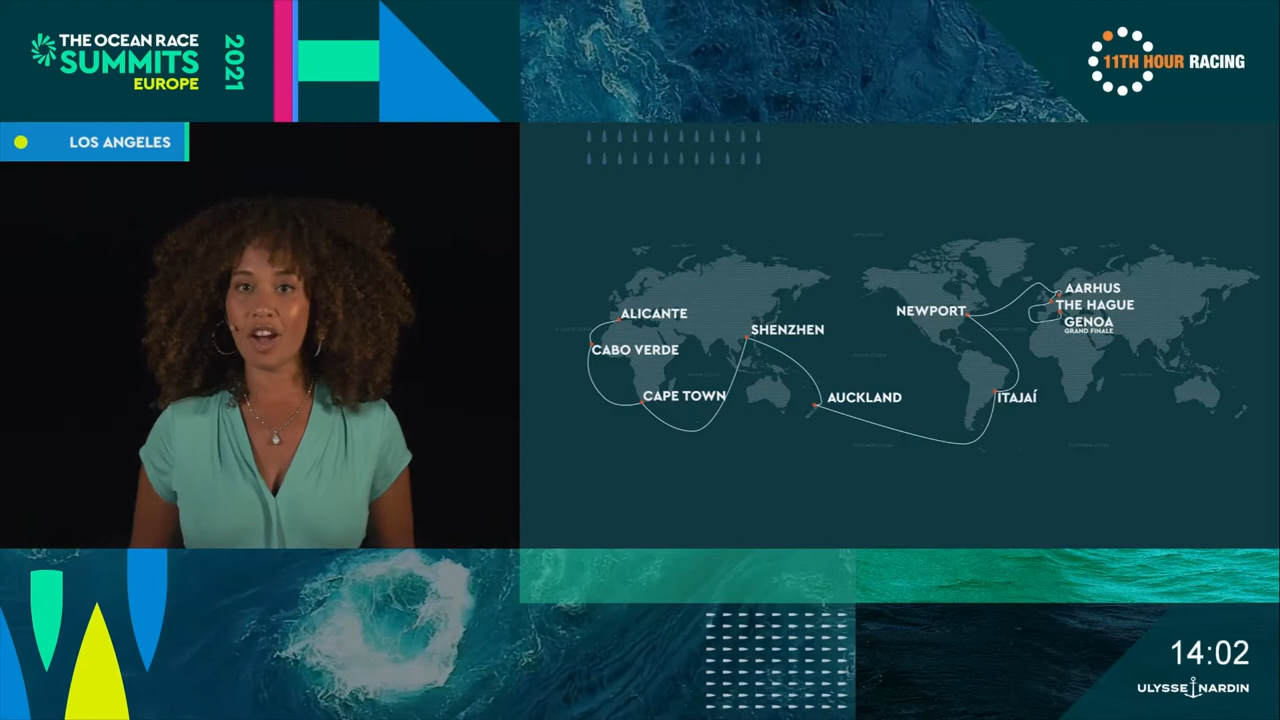 THE OCEAN RACE
SUMMITS
EUROPE
2021
11TH HOUR RACING
LOS ANGELES
ALICANTE
CABO VERDE
CAPE TOWN
SHENZHEN
AUCKLAND
NEWPORT
ITAJAÍ
AARHUS
THE HAGUE
GENOA
GRAND FINALE
14:02
ULYSSE NARDIN